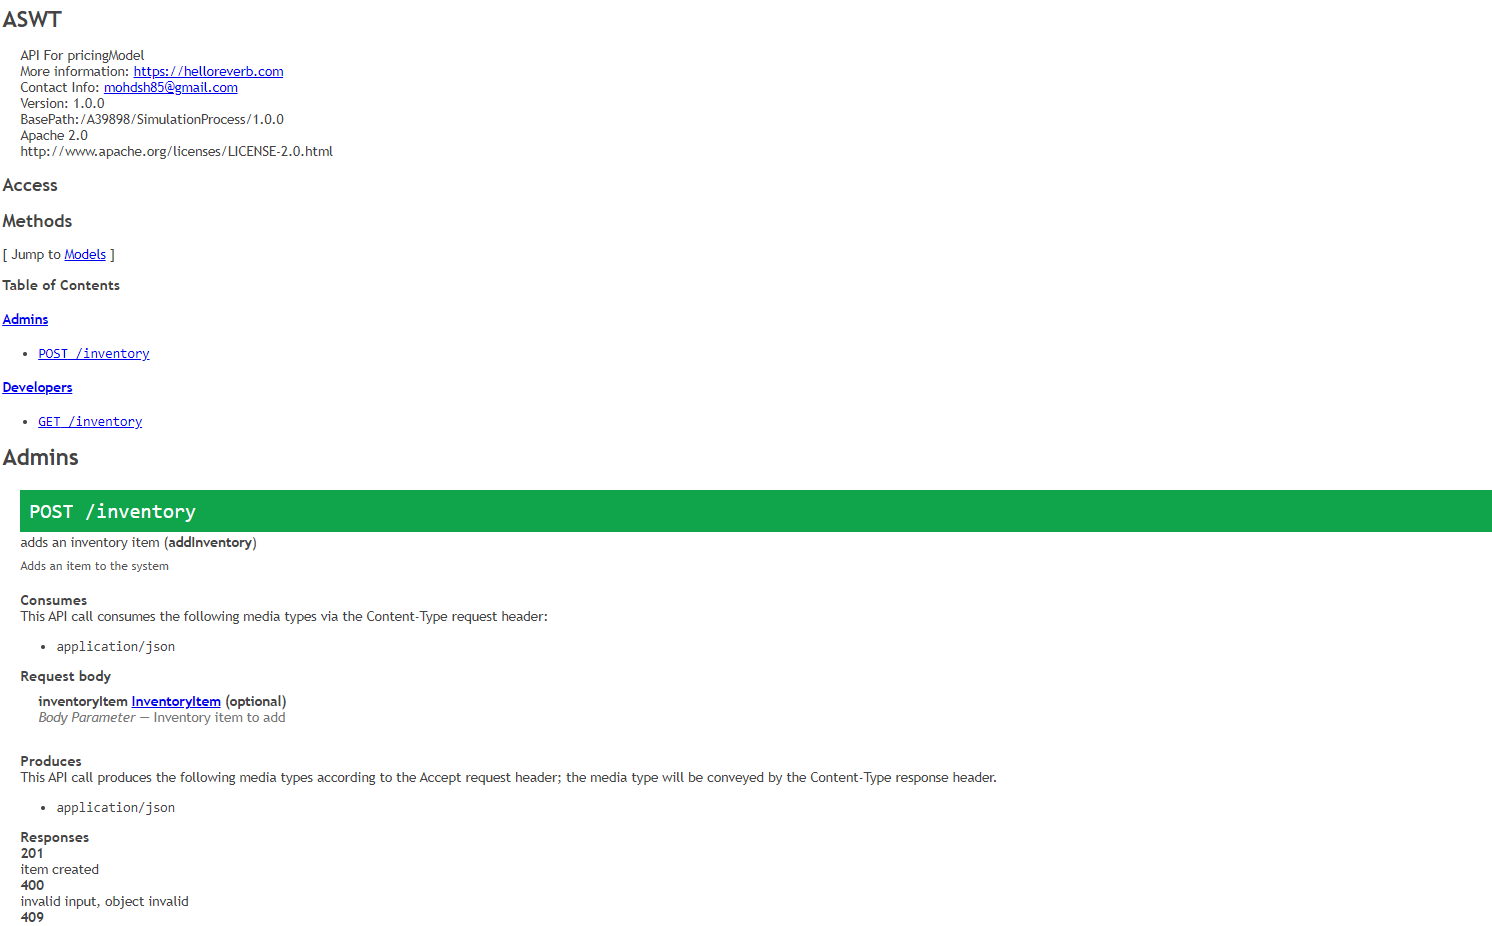 ASWT
API For pricingModel
More information: https://helloreverb.com
Contact Info: mohdsh85@gmail.com
Version: 1.0.0
BasePath:/A39898/SimulationProcess/1.0.0
Apache 2.0
http://www.apache.org/licenses/LICENSE-2.0.html
Access
Methods
[ Jump to Models ]
Table of Contents
Admins
• POST /inventory
Developers
• GET /inventory
Admins
POST /inventory
adds an inventory item (addInventory)
Adds an item to the system
Consumes
This API call consumes the following media types via the Content-Type request header:
• application/json
Request body
inventoryItem InventoryItem (optional)
Body Parameter — Inventory item to add
Produces
This API call produces the following media types according to the Accept request header; the media type will be conveyed by the Content-Type response header.
• application/json
Responses
201
item created
400
invalid input, object invalid
409